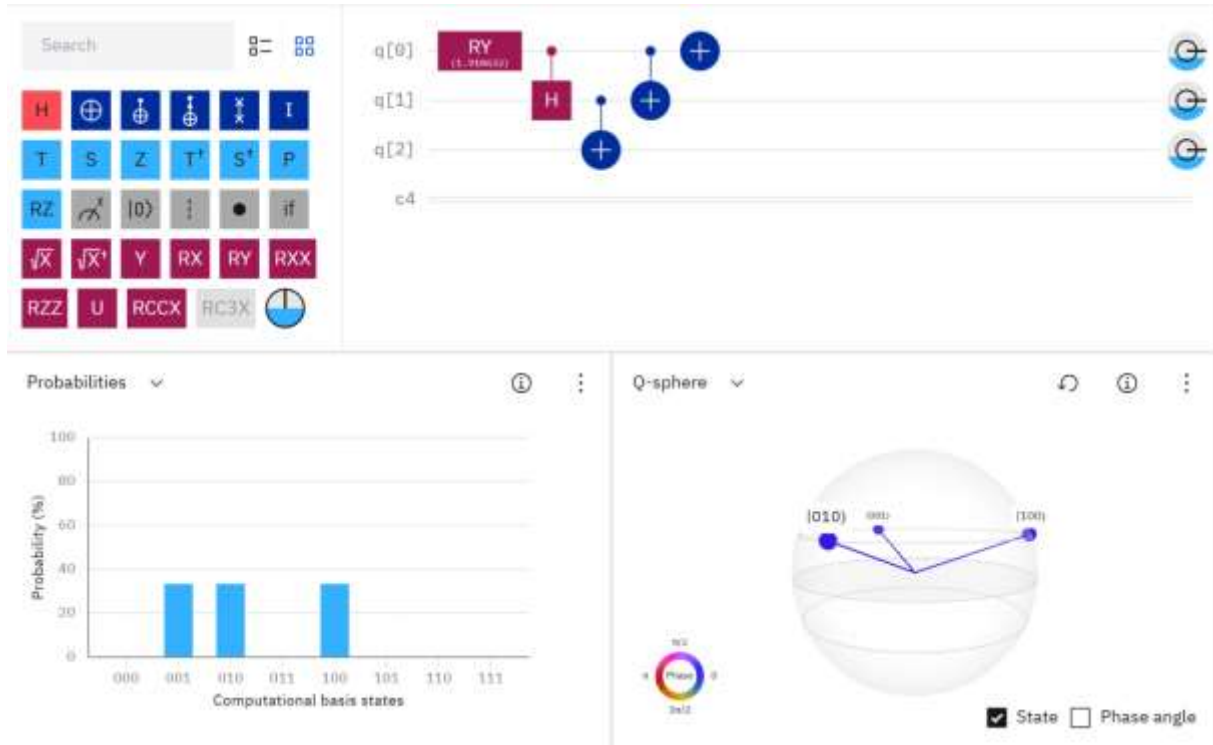 Search
H
I
T S Z T† S† P
RZ |0⟩ if
√X √X† Y RX RY RXX
RZZ U RCCX RC3X
q[0] RY
q[1] H
q[2]
c4
Probabilities
Probability (%)
100
80
60
40
20
0
000 001 010 011 100 101 110 111
Computational basis states
Q-sphere
|010⟩ |001⟩ |100⟩
π/2
π Phase 0
3π/2
State Phase angle